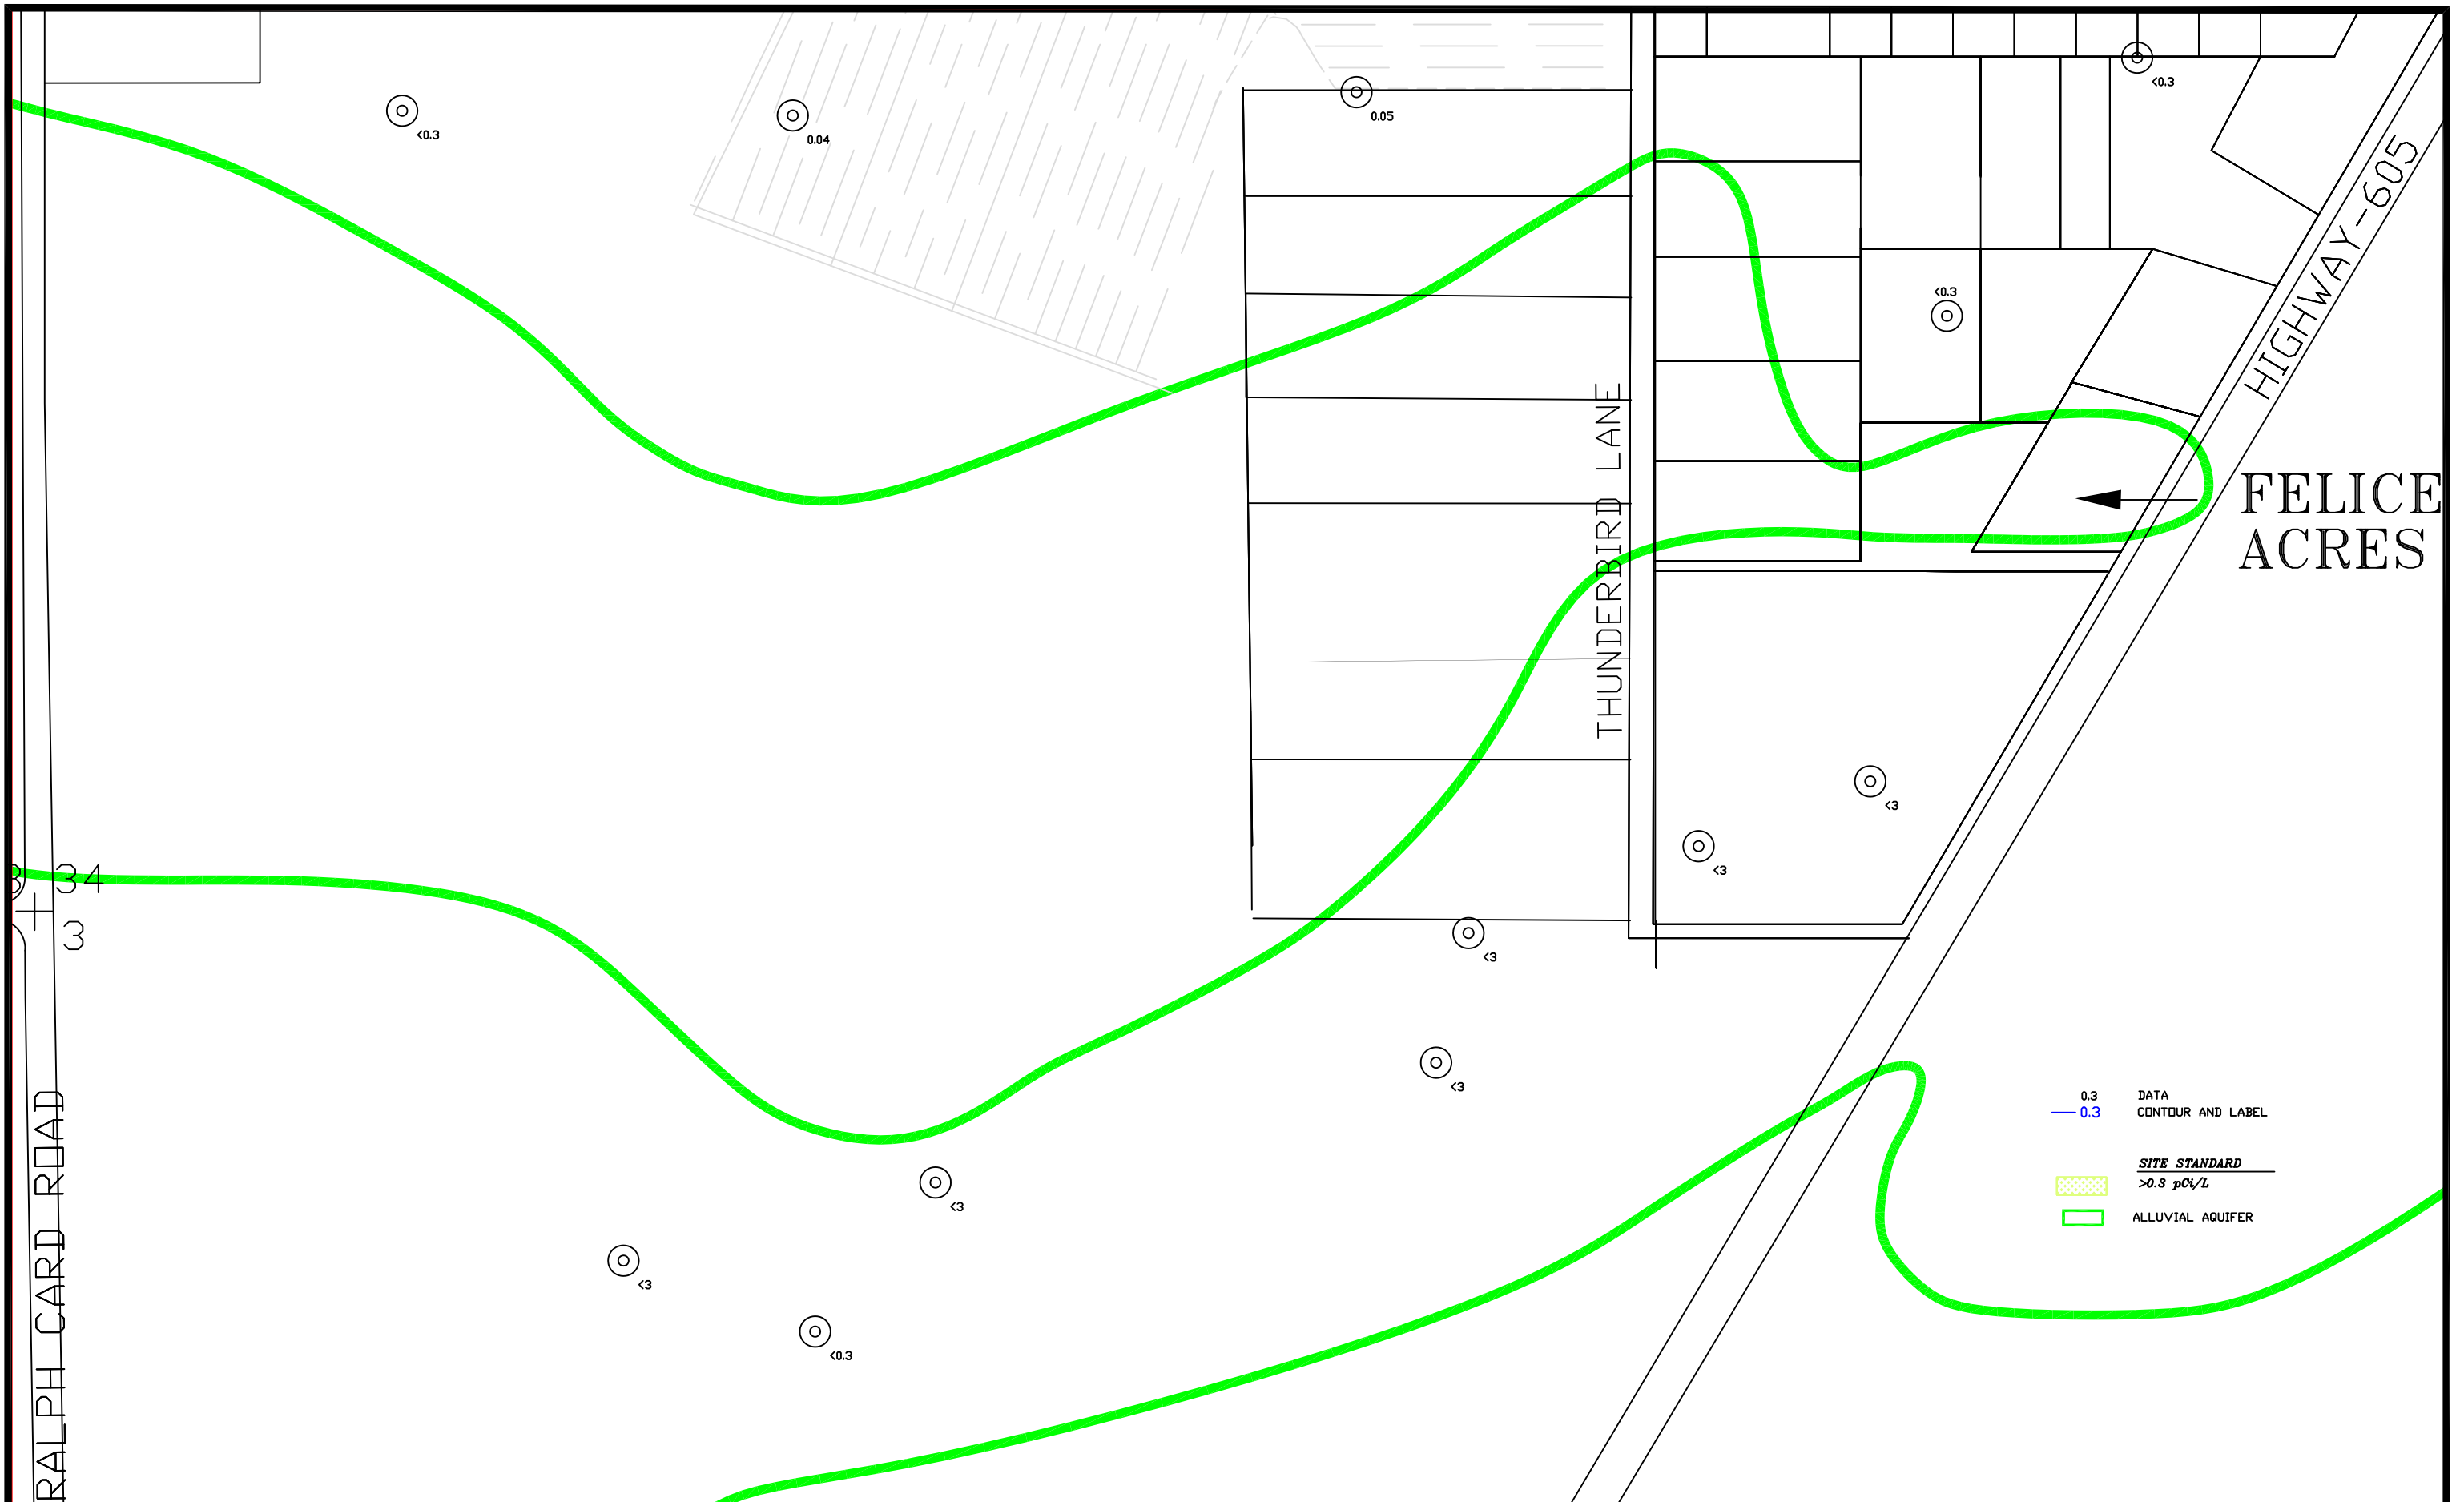 <0.3
<0.3
0.04
0.05
<0.3
HIGHWAY-605
THUNDERBIRD LANE
FELICE
ACRES
<3
<3
34
3
<3
<3
0.3 DATA
0.3 CONTOUR AND LABEL
RALPH CARD ROAD
SITE STANDARD
>0.3 pCi/L
<3
ALLUVIAL AQUIFER
<3
<0.3